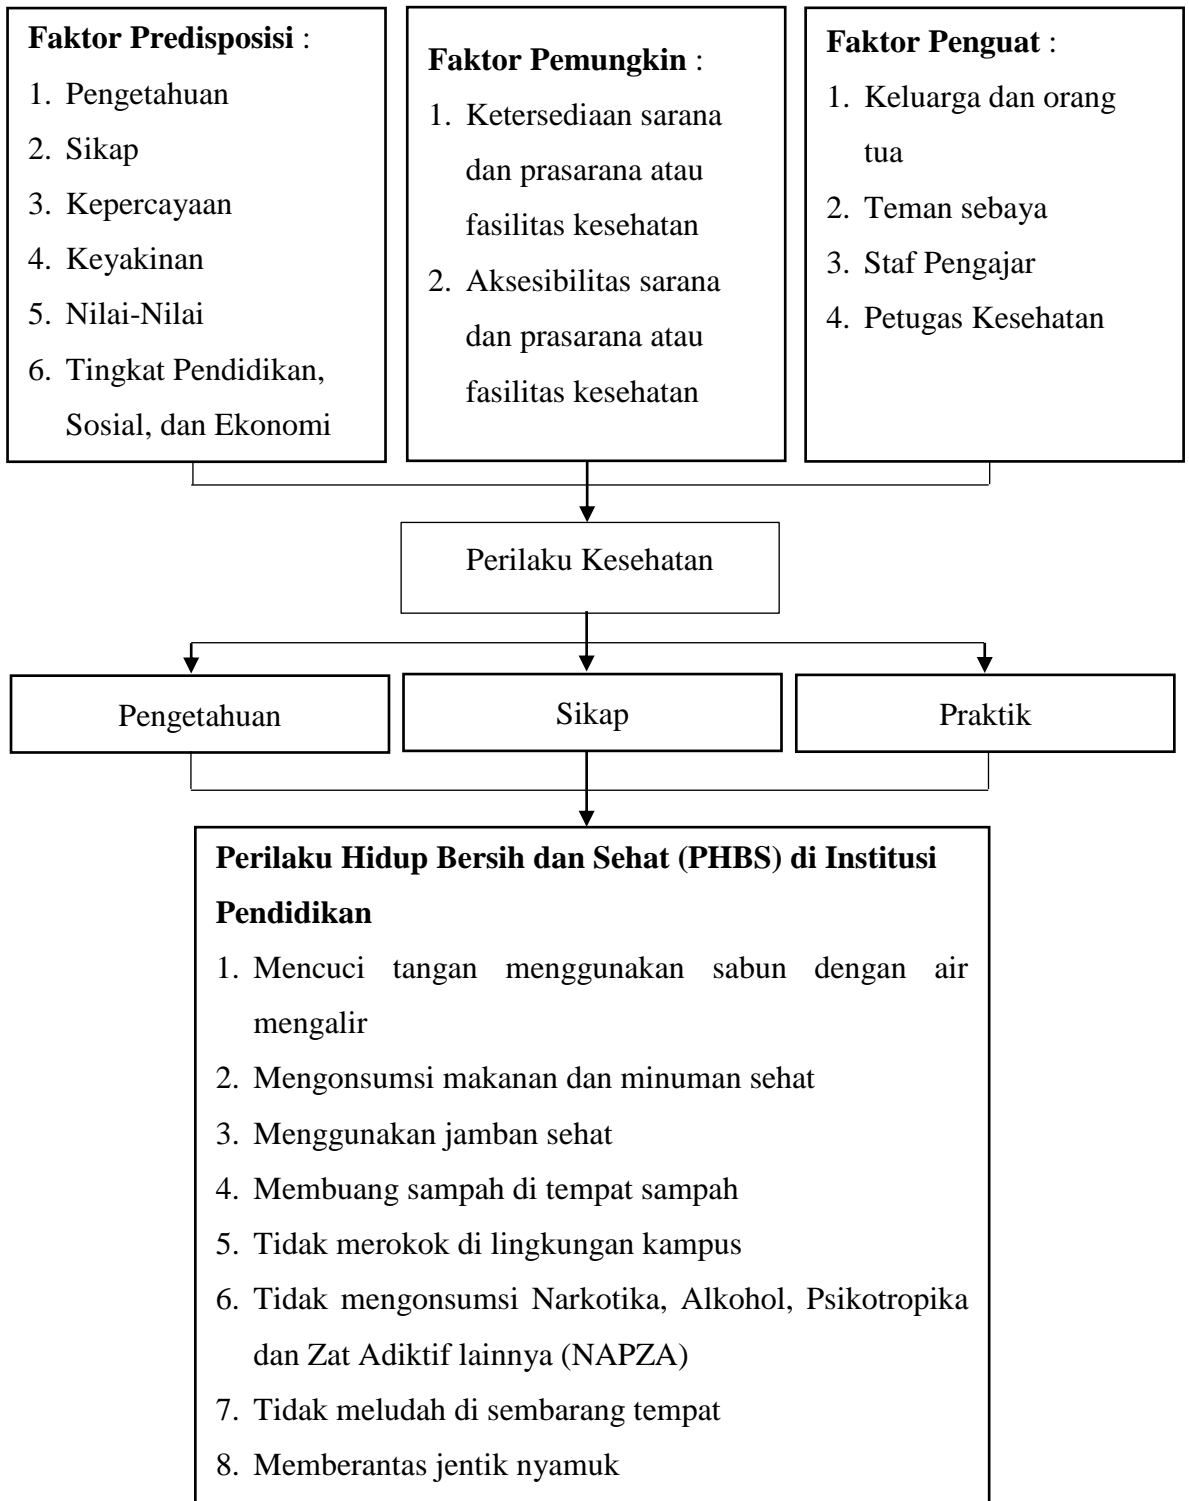 Faktor Predisposisi :
1. Pengetahuan
2. Sikap
3. Kepercayaan
4. Keyakinan
5. Nilai-Nilai
6. Tingkat Pendidikan,
Sosial, dan Ekonomi
Faktor Pemungkin :
1. Ketersediaan sarana
dan prasarana atau
fasilitas kesehatan
2. Aksesibilitas sarana
dan prasarana atau
fasilitas kesehatan
Faktor Penguat :
1. Keluarga dan orang
tua
2. Teman sebaya
3. Staf Pengajar
4. Petugas Kesehatan
Perilaku Kesehatan
Pengetahuan
Sikap
Praktik
Perilaku Hidup Bersih dan Sehat (PHBS) di Institusi
Pendidikan
1. Mencuci tangan menggunakan sabun dengan air
mengalir
2. Mengonsumsi makanan dan minuman sehat
3. Menggunakan jamban sehat
4. Membuang sampah di tempat sampah
5. Tidak merokok di lingkungan kampus
6. Tidak mengonsumsi Narkotika, Alkohol, Psikotropika
dan Zat Adiktif lainnya (NAPZA)
7. Tidak meludah di sembarang tempat
8. Memberantas jentik nyamuk